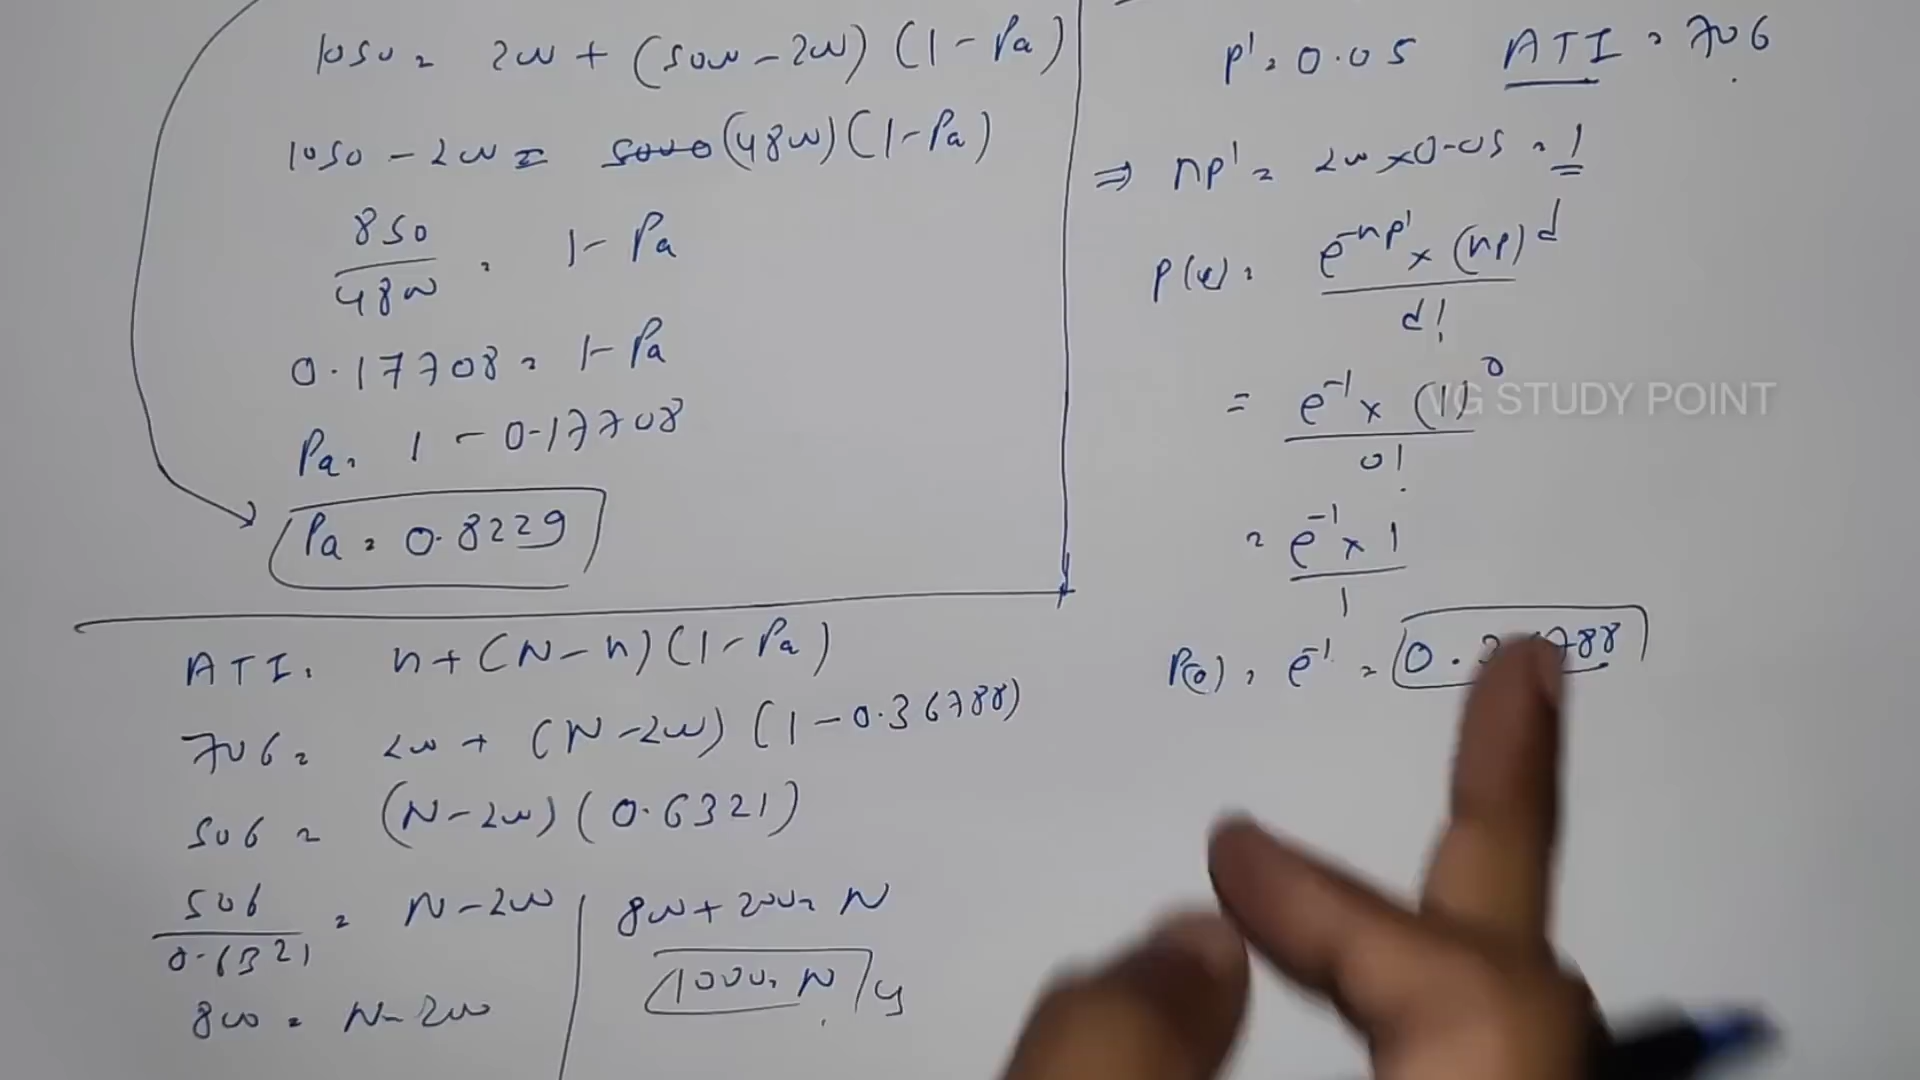 1050 = 200 + (5000 - 200) (1 - Pa)
1050 - 200 = (4800) (1 - Pa)
850 / 4800 = 1 - Pa
0.17708 = 1 - Pa
Pa = 1 - 0.17708
Pa = 0.8229
ATI = n + (N - n) (1 - Pa)
706 = 200 + (N - 200) (1 - 0.36788)
506 = (N - 200) (0.6321)
506 / 0.6321 = N - 200
800 = N - 200
800 + 200 = N
1000 = N // y
p' = 0.05 ATI = 706
⇒ np' = 200 × 0.05 = 1
e^-np' × (np)^d / d!
= e^-1 × (1)^0 / 0!
VG STUDY POINT
= e^-1 × 1 / 1
P(0) = e^-1 =